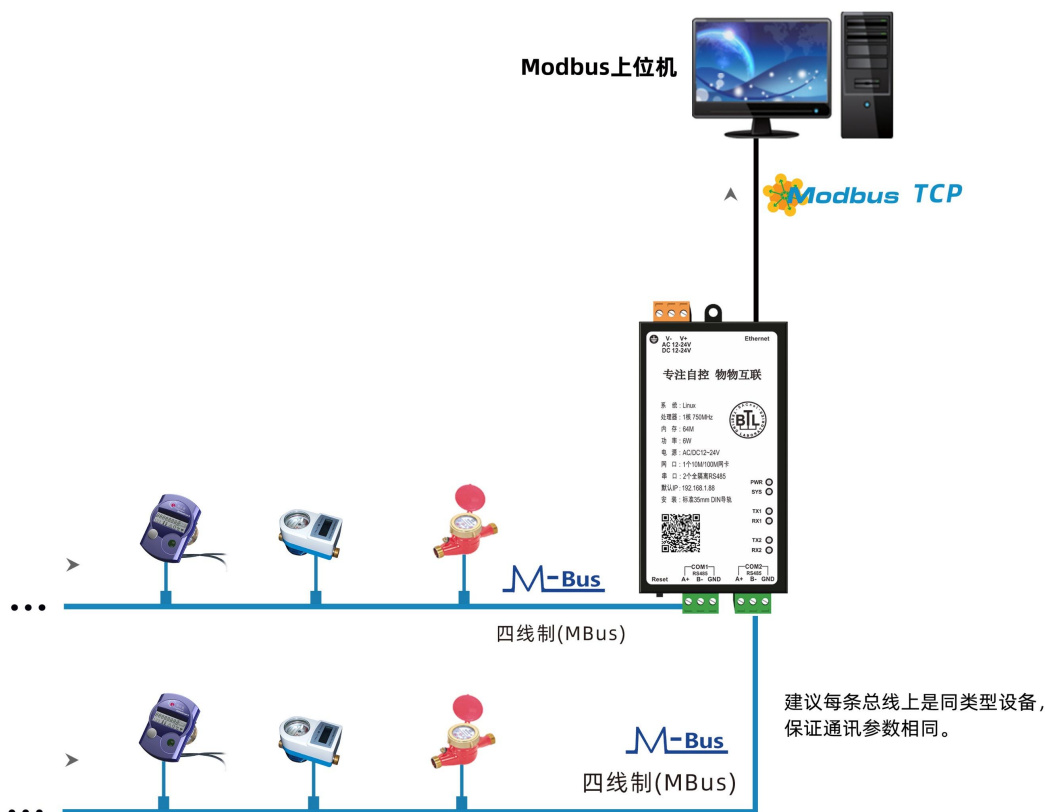 Modbus上位机
Modbus TCP
V- V+
AC 12-24V
DC 12-24V
Ethernet
专注自控 物物互联
系 统 : Linux
处理器 : 1核 750MHz
内 存 : 64M
功 率 : 6W
电 源 : AC/DC12~24V
网 口 : 1个10M/100M网卡
串 口 : 2个全隔离RS485
默认IP : 192.168.1.88
安 装 : 标准35mm DIN导轨
BTL
PWR
SYS
TX1
RX1
TX2
RX2
COM1 COM2
RS485 RS485
Reset A+ B- GND A+ B- GND
M-Bus
四线制(MBus)
建议每条总线上是同类型设备，
保证通讯参数相同。
M-Bus
四线制(MBus)